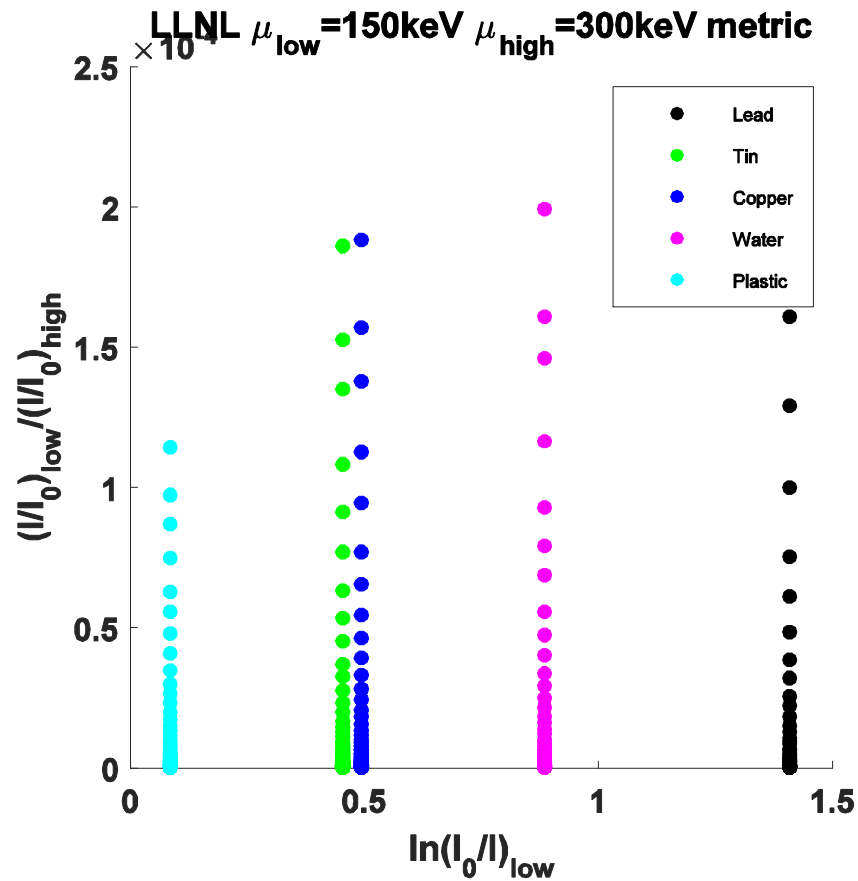 LLNL μlow=150keV μhigh=300keV metric
×10-4
2.5
2
1.5
1
0.5
0
0
0.5
1
1.5
(I/I0)low/(I/I0)high
ln(I0/I)low
Lead
Tin
Copper
Water
Plastic